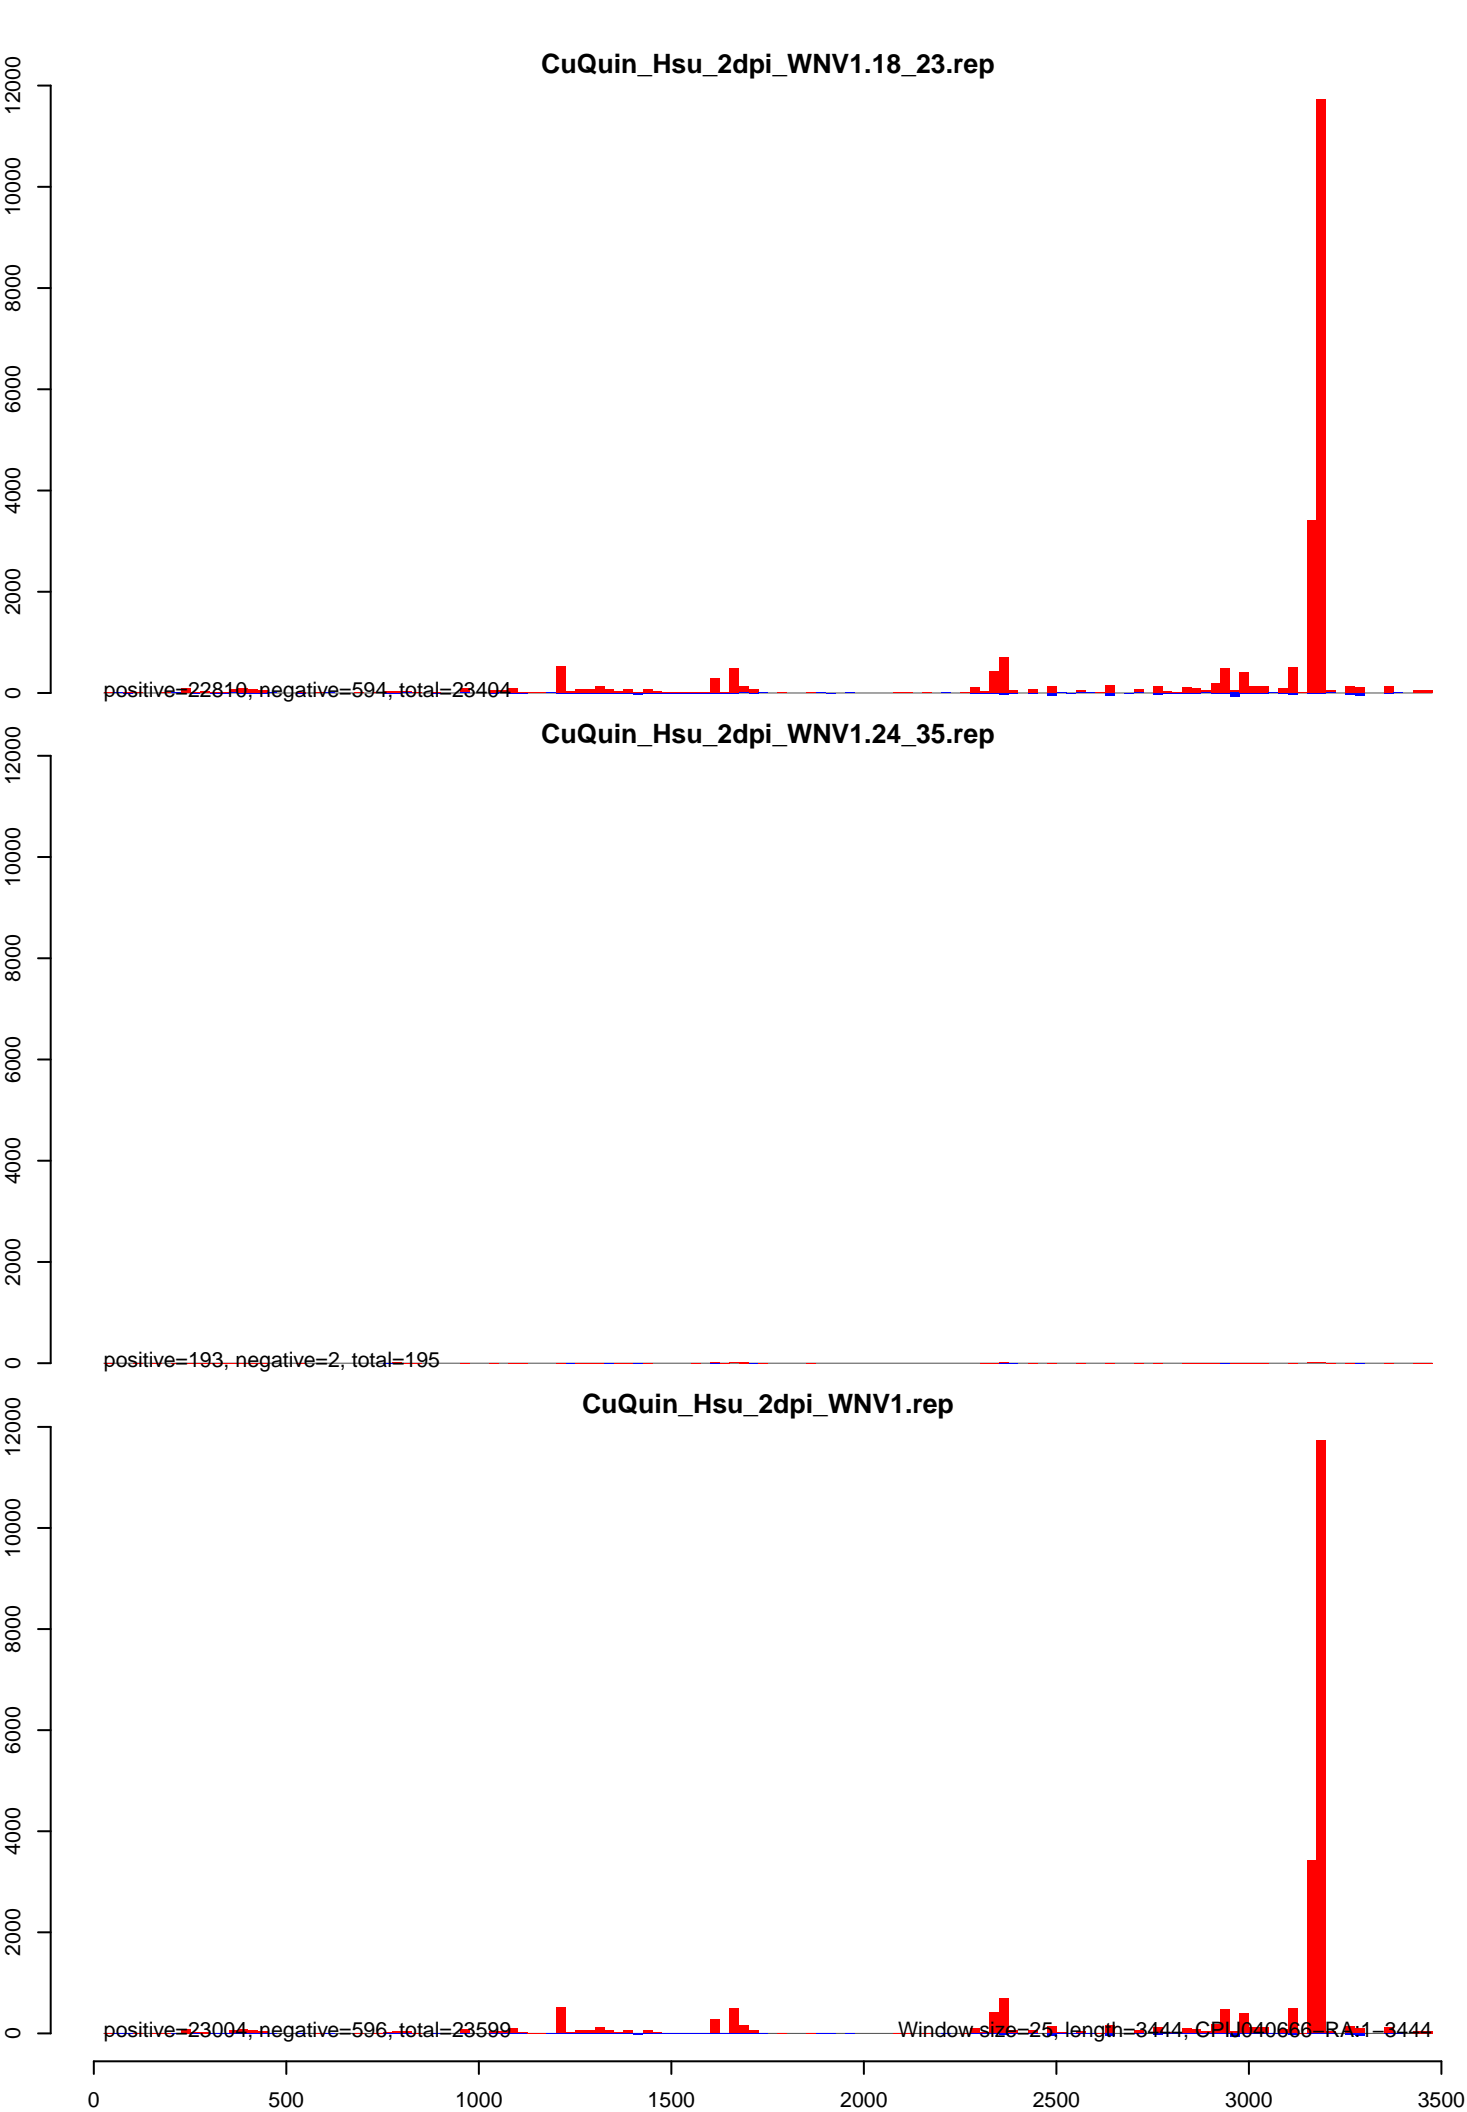 CuQuin_Hsu_2dpi_WNV1.18_23.rep
12000
10000
8000
6000
4000
2000
0
positive=22810, negative=594, total=23404
CuQuin_Hsu_2dpi_WNV1.24_35.rep
12000
10000
8000
6000
4000
2000
0
positive=193, negative=2, total=195
CuQuin_Hsu_2dpi_WNV1.rep
12000
10000
8000
6000
4000
2000
0
positive=23004, negative=596, total=23599
Window size=25, length=3444, CPIJ040666-RA:1-3444
0 500 1000 1500 2000 2500 3000 3500